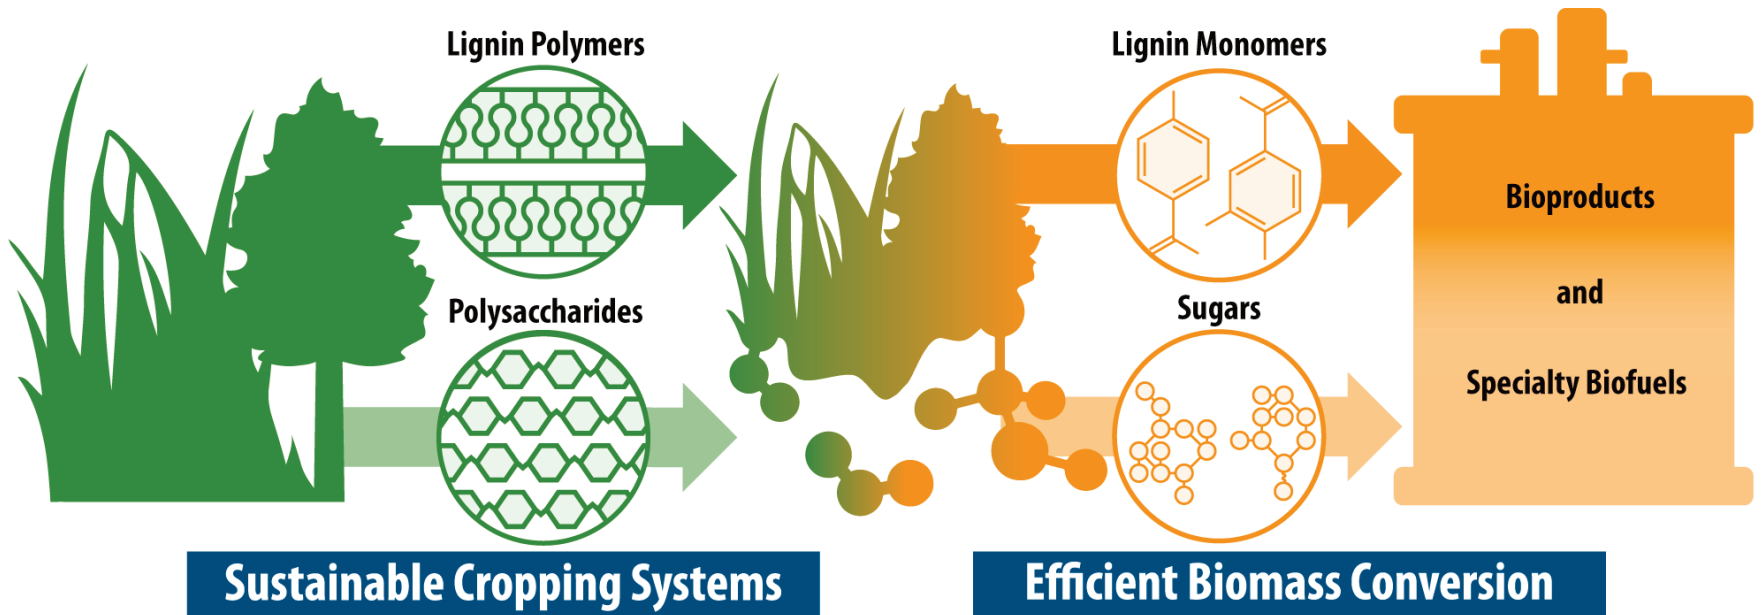 Lignin Polymers
Polysaccharides
Lignin Monomers
Sugars
Bioproducts
and
Specialty Biofuels
Sustainable Cropping Systems
Efficient Biomass Conversion